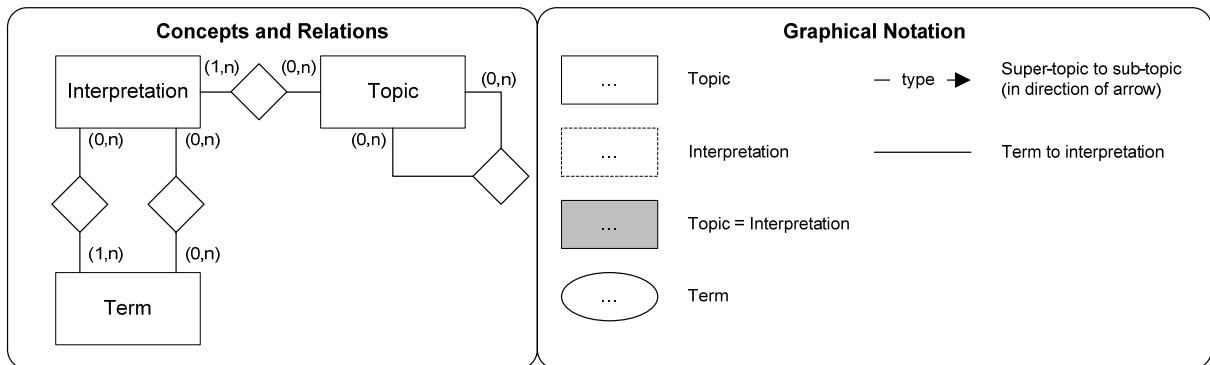 Concepts and Relations
(1,n)
(0,n)
Interpretation
Topic
(0,n)
(0,n)
(0,n)
(0,n)
(1,n)
(0,n)
Term
Graphical Notation
...
Topic
type
Super-topic to sub-topic
(in direction of arrow)
...
Interpretation
Term to interpretation
...
Topic = Interpretation
...
Term